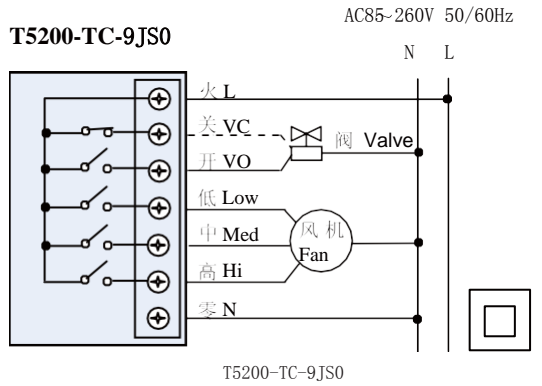 AC85~260V 50/60Hz
T5200-TC-9JS0
N L
火 L
关 VC
阀 Valve
开 VO
低 Low
中 Med
风 机
Fan
高 Hi
零 N
T5200-TC-9JS0